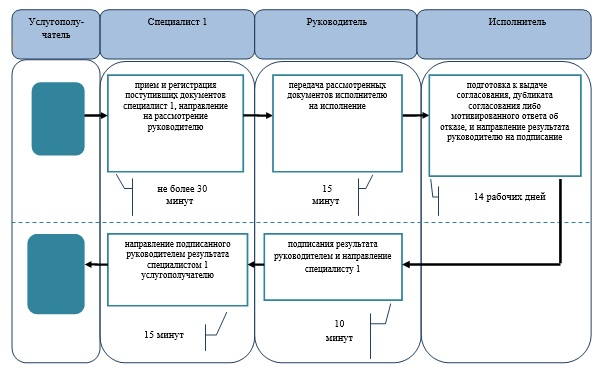 Услугополу-
чатель
Специалист 1
Руководитель
Исполнитель
прием и регистрация
поступивших документов
специалист 1, направление
на рассмотрение
руководителю
передача рассмотренных
документов исполнителю
на исполнение
подготовка к выдаче
согласования, дубликата
согласования либо
мотивированного ответа об
отказе, и направление результата
руководителю на подписание
не более 30
минут
15
минут
14 рабочих дней
направление подписанного
руководителем результата
специалистом 1
услугополучателю
подписания результата
руководителем и направление
специалисту 1
15 минут
10
минут